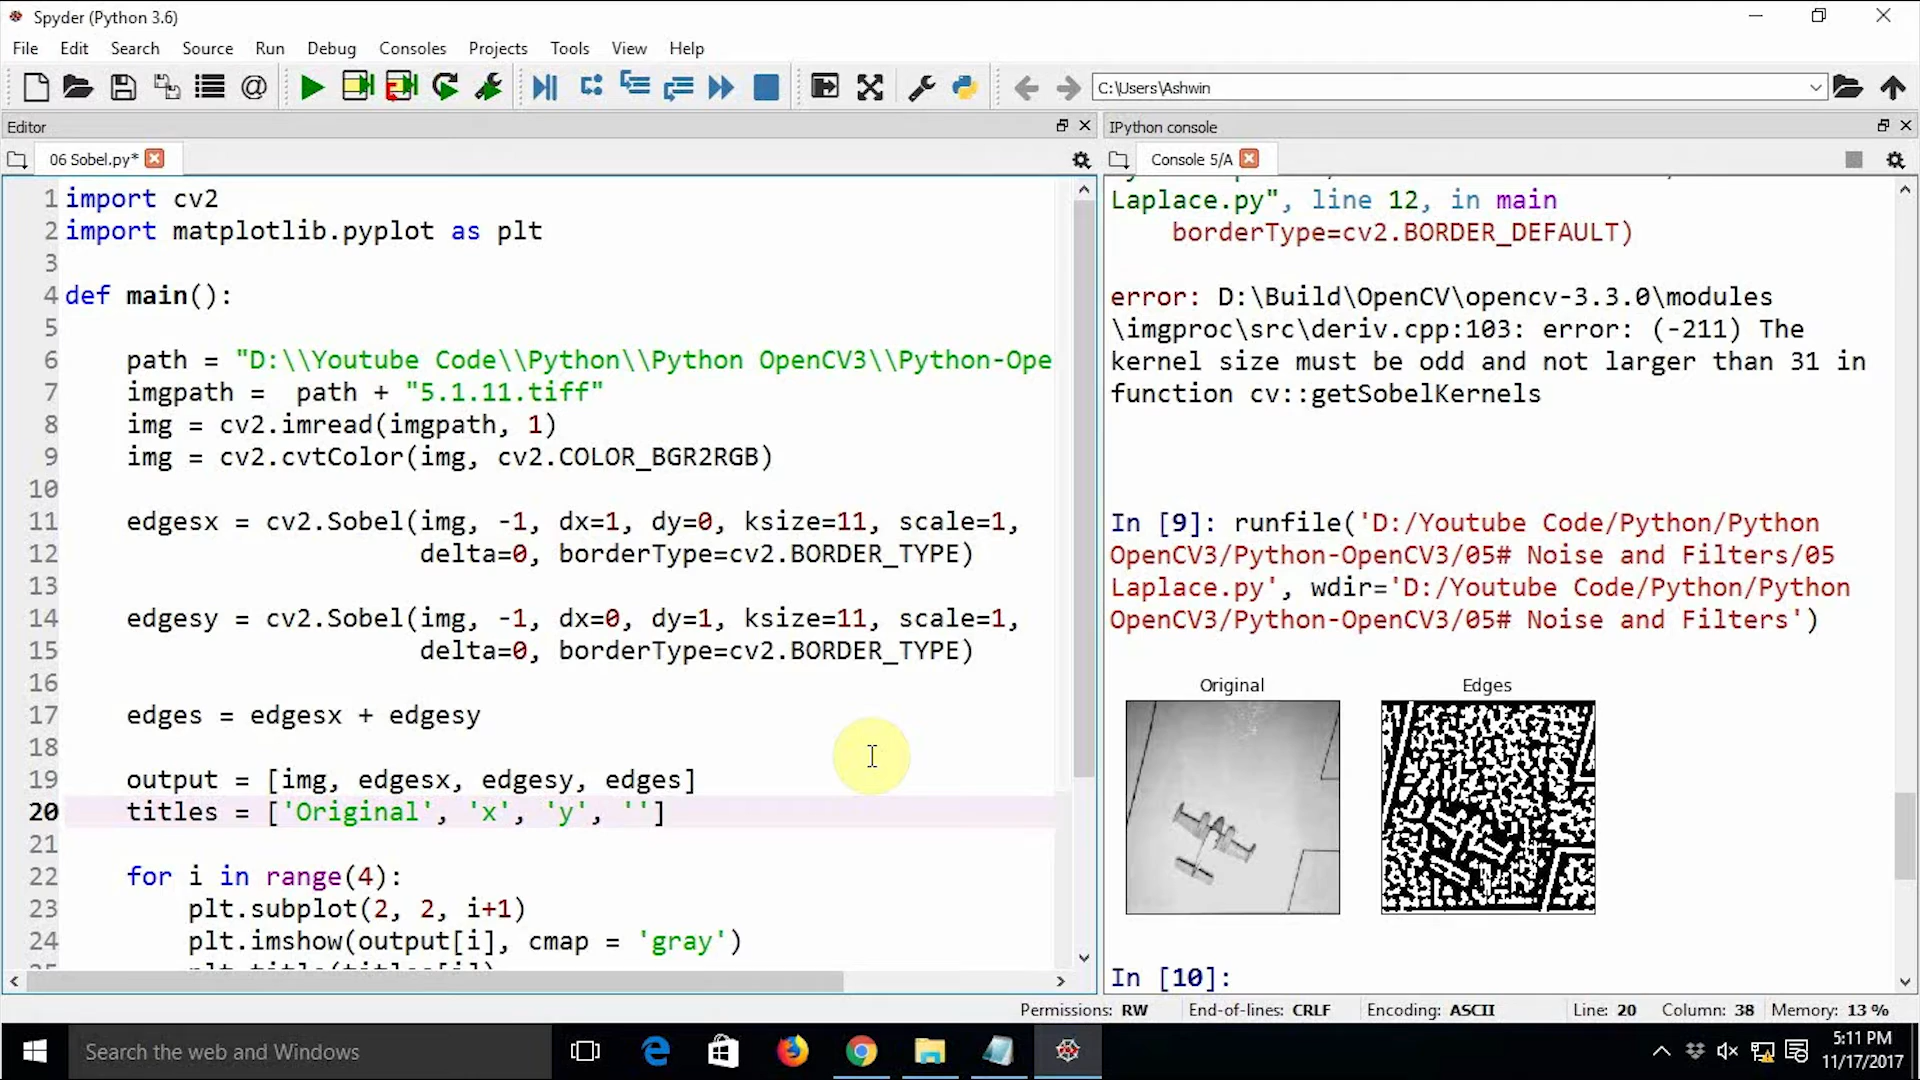 Spyder (Python 3.6)
File Edit Search Source Run Debug Consoles Projects Tools View Help
C:\Users\Ashwin
Editor
06 Sobel.py*
1 import cv2
2 import matplotlib.pyplot as plt
3
4 def main():
5
6 path = "D:\\Youtube Code\\Python\\Python OpenCV3\\Python-Ope
7 imgpath =  path + "5.1.11.tiff"
8 img = cv2.imread(imgpath, 1)
9 img = cv2.cvtColor(img, cv2.COLOR_BGR2RGB)
10
11 edgesx = cv2.Sobel(img, -1, dx=1, dy=0, ksize=11, scale=1,
12 delta=0, borderType=cv2.BORDER_TYPE)
13
14 edgesy = cv2.Sobel(img, -1, dx=0, dy=1, ksize=11, scale=1,
15 delta=0, borderType=cv2.BORDER_TYPE)
16
17 edges = edgesx + edgesy
18
19 output = [img, edgesx, edgesy, edges]
20 titles = ['Original', 'x', 'y', '']
21
22 for i in range(4):
23 plt.subplot(2, 2, i+1)
24 plt.imshow(output[i], cmap = 'gray')
IPython console
Console 5/A
Laplace.py", line 12, in main
borderType=cv2.BORDER_DEFAULT)
error: D:\Build\OpenCV\opencv-3.3.0\modules
\imgproc\src\deriv.cpp:103: error: (-211) The
kernel size must be odd and not larger than 31 in
function cv::getSobelKernels
In [9]: runfile('D:/Youtube Code/Python/Python
OpenCV3/Python-OpenCV3/05# Noise and Filters/05
Laplace.py', wdir='D:/Youtube Code/Python/Python
OpenCV3/Python-OpenCV3/05# Noise and Filters')
Original Edges
In [10]:
Permissions: RW End-of-lines: CRLF Encoding: ASCII Line: 20 Column: 38 Memory: 13 %
Search the web and Windows
5:11 PM
11/17/2017